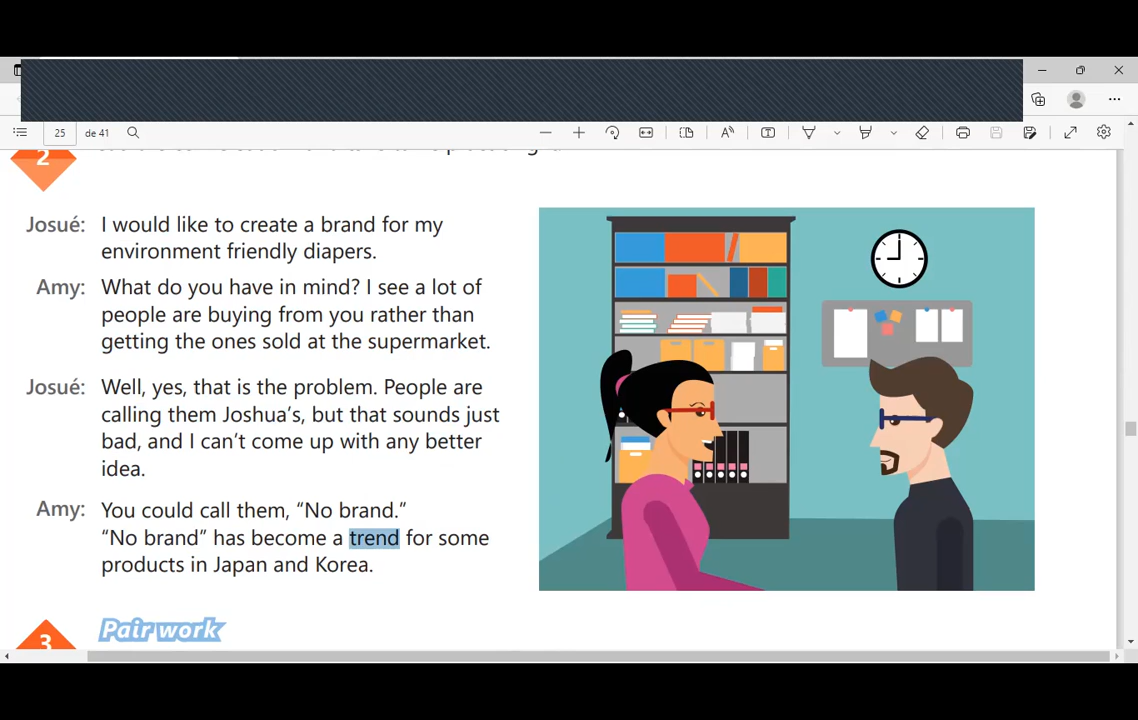 25 de 41
2
Josué: I would like to create a brand for my
environment friendly diapers.
Amy: What do you have in mind? I see a lot of
people are buying from you rather than
getting the ones sold at the supermarket.
Josué: Well, yes, that is the problem. People are
calling them Joshua’s, but that sounds just
bad, and I can’t come up with any better
idea.
Amy: You could call them, “No brand.”
“No brand” has become a trend for some
products in Japan and Korea.
3 Pair work